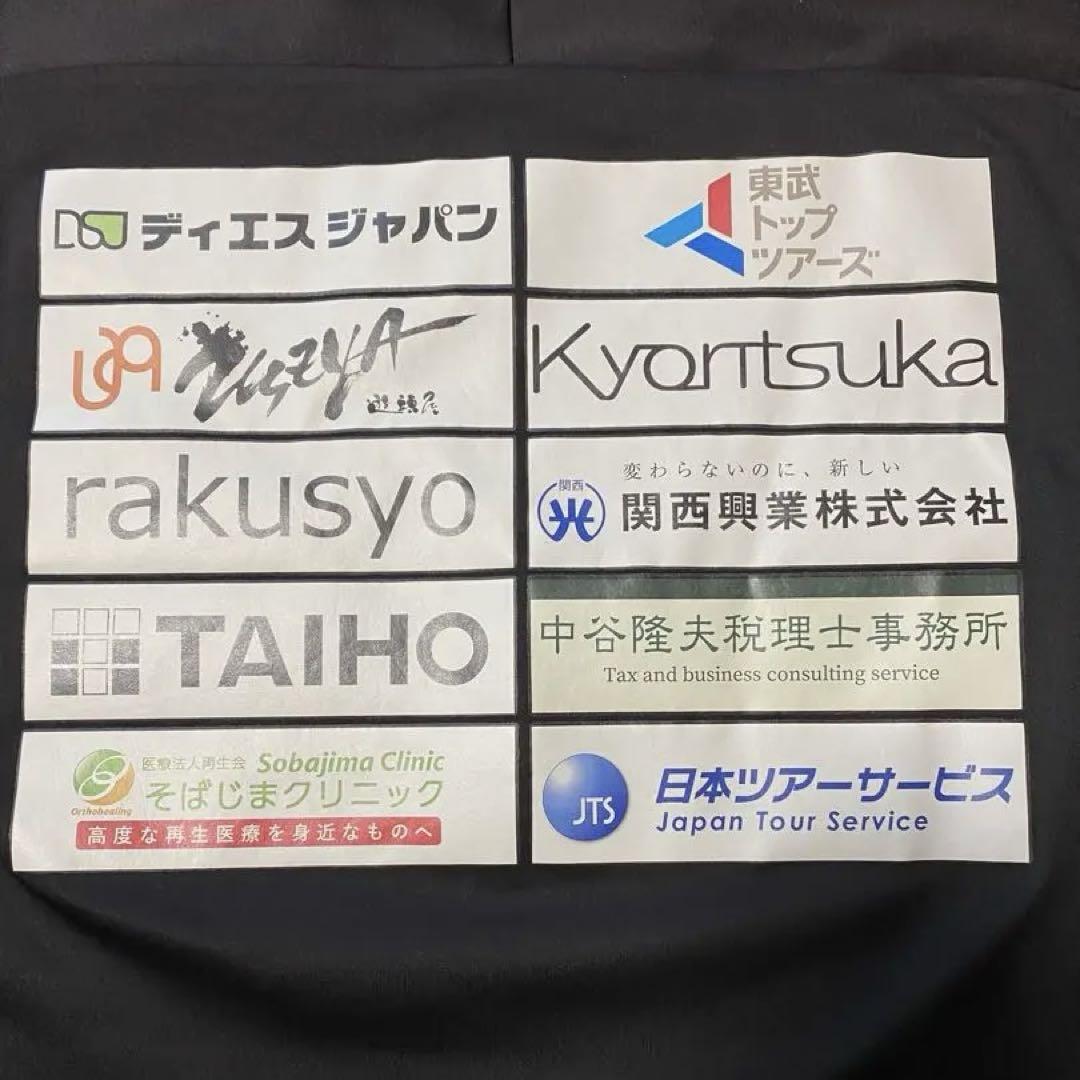 DSJ ディエスジャパン
東武
トップ
ツアーズ
Kyoritsuka
rakusyo
変わらないのに、新しい
関西
関西興業株式会社
TAIHO
中谷隆夫税理士事務所
Tax and business consulting service
医療法人再生会 Sobajima Clinic
そばじまクリニック
Orthohealing
高度な再生医療を身近なものへ
JTS
日本ツアーサービス
Japan Tour Service